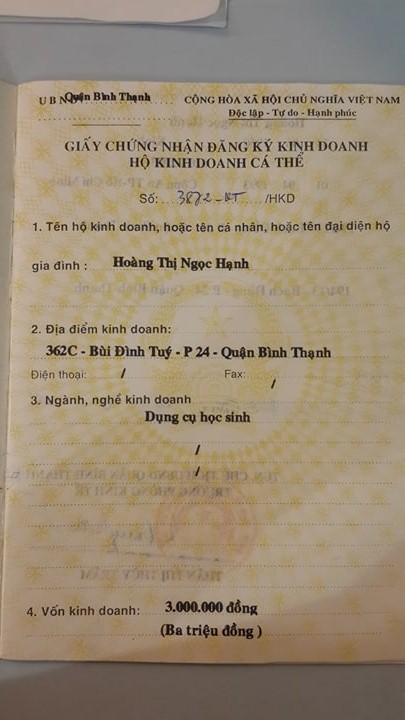 UBND Quận Bình Thạnh
CỘNG HÒA XÃ HỘI CHỦ NGHĨA VIỆT NAM
Độc lập - Tự do - Hạnh phúc
GIẤY CHỨNG NHẬN ĐĂNG KÝ KINH DOANH
HỘ KINH DOANH CÁ THỂ
Số: /HKD
1. Tên hộ kinh doanh, hoặc tên cá nhân, hoặc tên đại diện hộ
gia đình : Hoàng Thị Ngọc Hạnh
2. Địa điểm kinh doanh:
362C - Bùi Đình Tuý - P 24 - Quận Bình Thạnh
Điện thoại: / Fax: /
3. Ngành, nghề kinh doanh
Dụng cụ học sinh
/
/
4. Vốn kinh doanh: 3.000.000 đồng
(Ba triệu đồng )